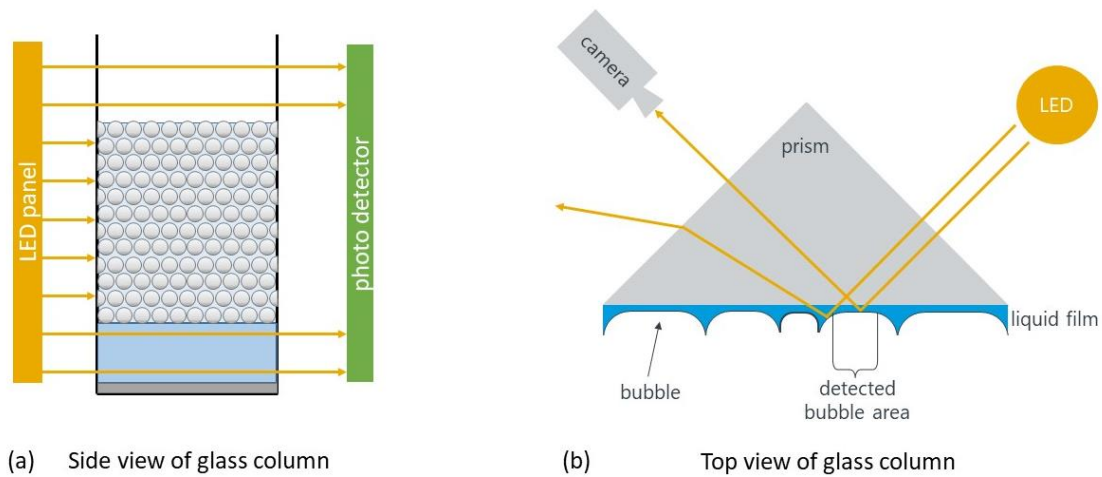 LED panel
photo detector
(a) Side view of glass column
camera
prism
LED
liquid film
bubble
detected
bubble area
(b) Top view of glass column